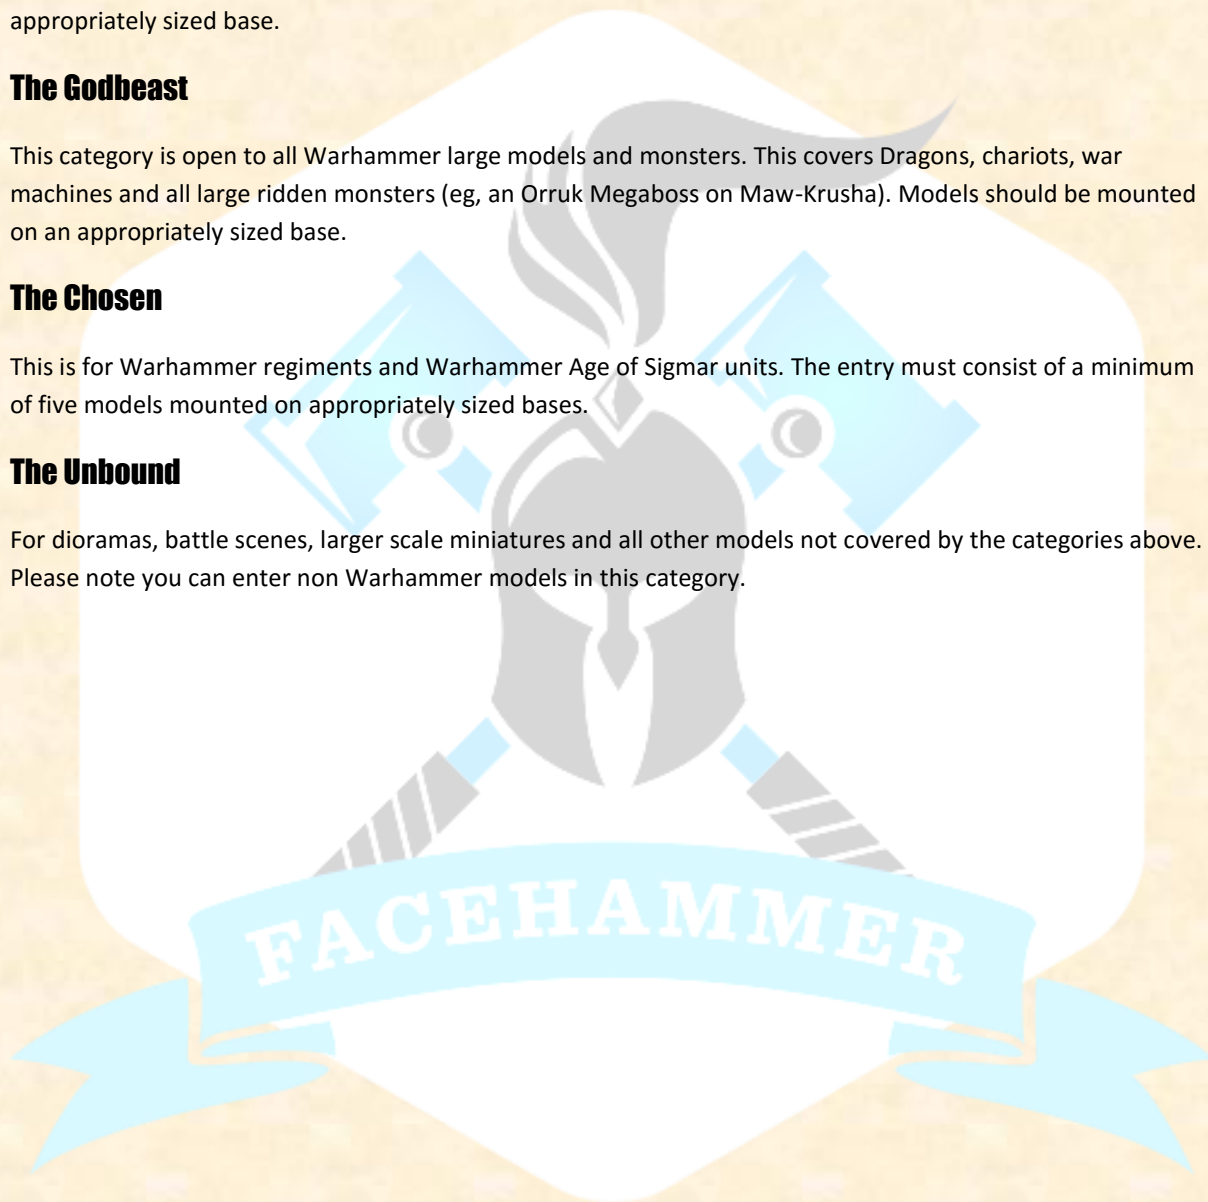 appropriately sized base.
The Godbeast
This category is open to all Warhammer large models and monsters. This covers Dragons, chariots, war
machines and all large ridden monsters (eg, an Orruk Megaboss on Maw-Krusha). Models should be mounted
on an appropriately sized base.
The Chosen
This is for Warhammer regiments and Warhammer Age of Sigmar units. The entry must consist of a minimum
of five models mounted on appropriately sized bases.
The Unbound
For dioramas, battle scenes, larger scale miniatures and all other models not covered by the categories above.
Please note you can enter non Warhammer models in this category.
FACEHAMMER